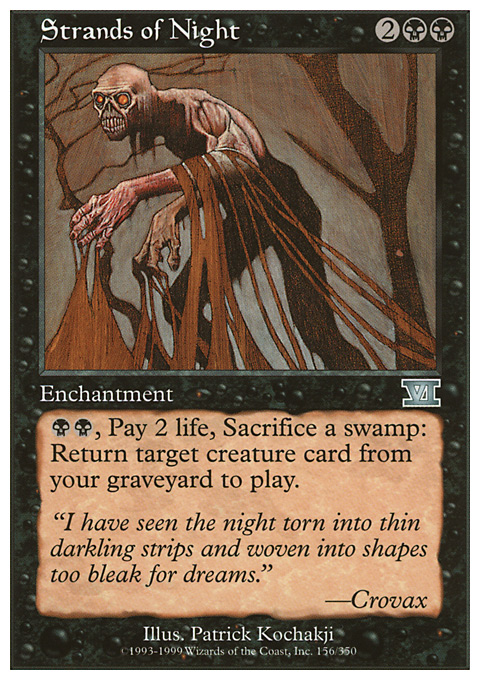 Strands of Night 2
Enchantment VI
, Pay 2 life, Sacrifice a swamp:
Return target creature card from
your graveyard to play.
“I have seen the night torn into thin
darkling strips and woven into shapes
too bleak for dreams.”
—Crovax
Illus. Patrick Kochakji
©1993-1999 Wizards of the Coast, Inc. 156/350